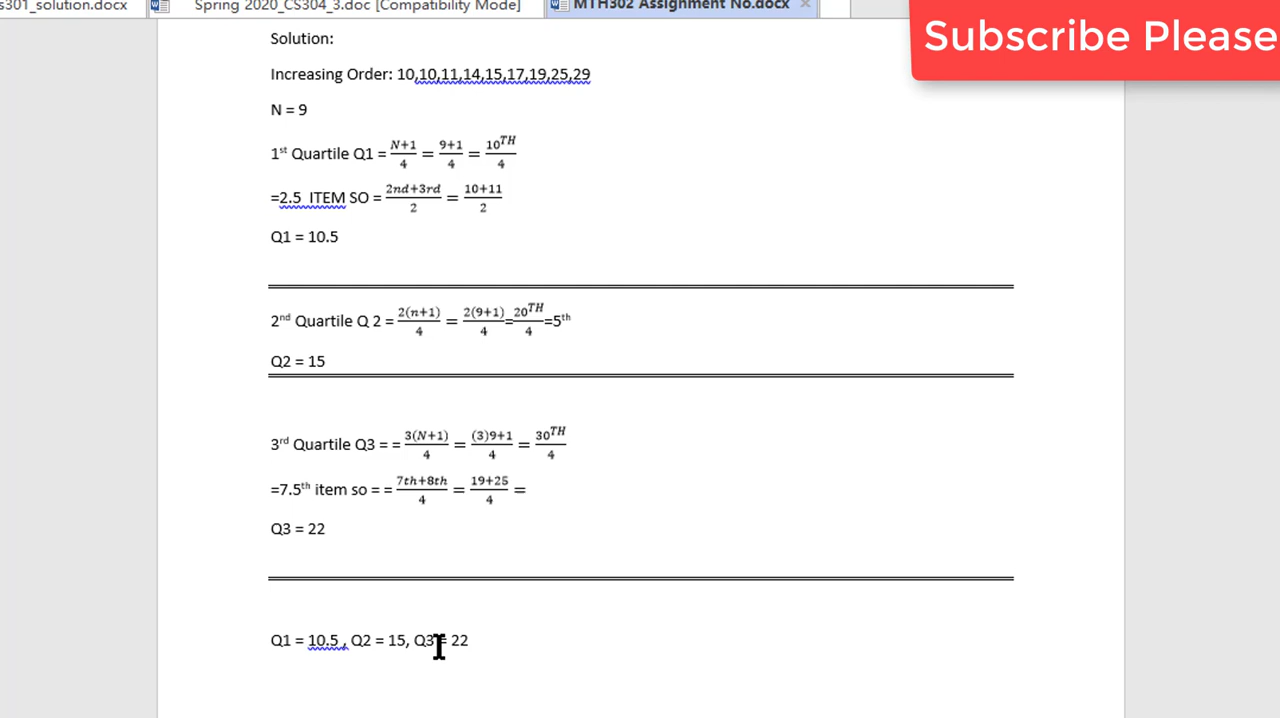 s301_solution.docx Spring 2020_CS304_3.doc [Compatibility Mode] MTH302 Assignment No.docx ×
Subscribe Please
Solution:
Increasing Order: 10,10,11,14,15,17,19,25,29
N = 9
1st Quartile Q1 = N+1/4 = 9+1/4 = 10TH/4
=2.5 ITEM SO = 2nd+3rd/2 = 10+11/2
Q1 = 10.5
2nd Quartile Q 2 = 2(n+1)/4 = 2(9+1)/4=20TH/4=5th
Q2 = 15
3rd Quartile Q3 = = 3(N+1)/4 = (3)9+1/4 = 30TH/4
=7.5th item so = = 7th+8th/4 = 19+25/4 =
Q3 = 22
Q1 = 10.5 , Q2 = 15, Q3 = 22